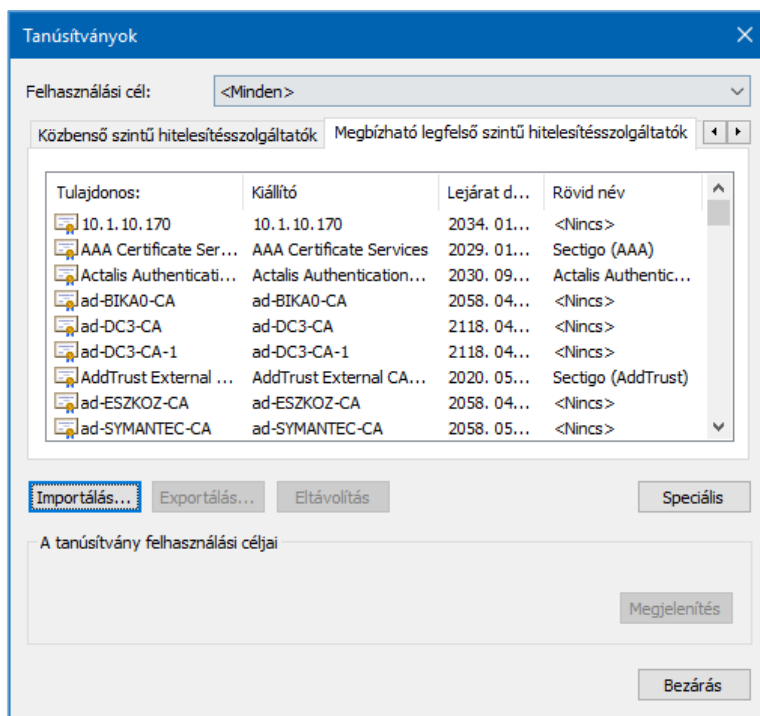 Tanúsítványok
Felhasználási cél: <Minden>
Közbenső szintű hitelesítésszolgáltatók Megbízható legfelső szintű hitelesítésszolgáltatók
Tulajdonos: Kiállító Lejárat d... Rövid név
10.1.10.170 10.1.10.170 2034. 01... <Nincs>
AAA Certificate Ser... AAA Certificate Services 2029. 01... Sectigo (AAA)
Actalis Authenticati... Actalis Authentication... 2030. 09... Actalis Authentic...
ad-BIKA0-CA ad-BIKA0-CA 2058. 04... <Nincs>
ad-DC3-CA ad-DC3-CA 2118. 04... <Nincs>
ad-DC3-CA-1 ad-DC3-CA-1 2118. 04... <Nincs>
AddTrust External ... AddTrust External CA... 2020. 05... Sectigo (AddTrust)
ad-ESZKOZ-CA ad-ESZKOZ-CA 2058. 04... <Nincs>
ad-SYMANTEC-CA ad-SYMANTEC-CA 2058. 05... <Nincs>
Importálás... Exportálás... Eltávolítás Speciális
A tanúsítvány felhasználási céljai
Megjelenítés
Bezárás